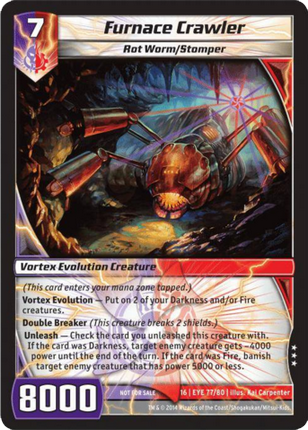 7
Furnace Crawler
Rot Worm/Stomper
Vortex Evolution Creature
(This card enters your mana zone tapped.)
Vortex Evolution — Put on 2 of your Darkness and/or Fire
creatures.
Double Breaker (This creature breaks 2 shields.)
Unleash — Check the card you unleashed this creature with.
If the card was Darkness, target enemy creature gets -4000
power until the end of the turn. If the card was Fire, banish
target enemy creature that has power 5000 or less.
8000
NOT FOR SALE
16 | EYE 77/80 | illus: Kai Carpenter
TM & © 2014 Wizards of the Coast/Shogakukan/Mitsui-Kids.